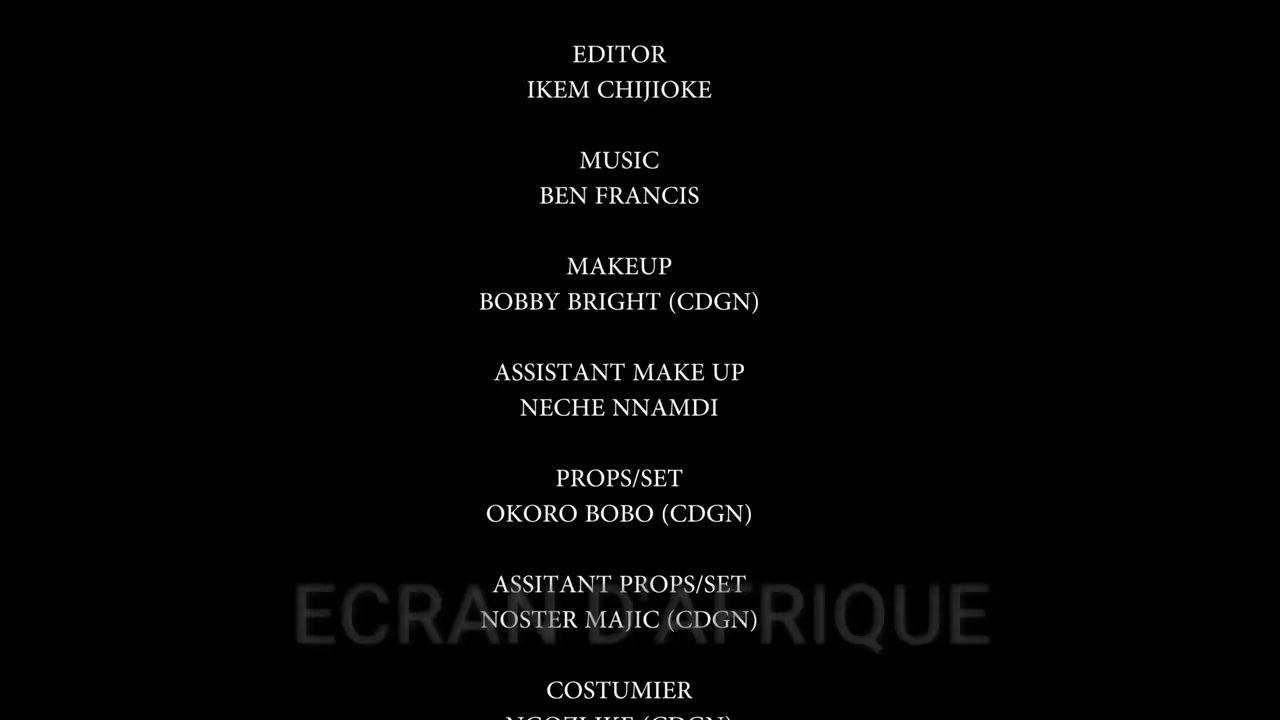 EDITOR
IKEM CHIJIOKE
MUSIC
BEN FRANCIS
MAKEUP
BOBBY BRIGHT (CDGN)
ASSISTANT MAKE UP
NECHE NNAMDI
PROPS/SET
OKORO BOBO (CDGN)
ASSITANT PROPS/SET
NOSTER MAJIC (CDGN)
ECRAN D'AFRIQUE
COSTUMIER